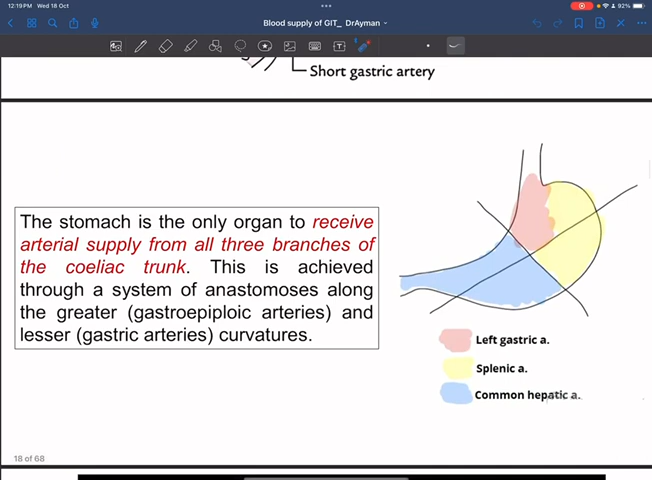 12:19PM Wed 18 Oct
92%
Blood supply of GIT_ DrAyman
Short gastric artery
The stomach is the only organ to receive
arterial supply from all three branches of
the coeliac trunk. This is achieved
through a system of anastomoses along
the greater (gastroepiploic arteries) and
lesser (gastric arteries) curvatures.
Left gastric a.
Splenic a.
Common hepatic a.
18 of 68